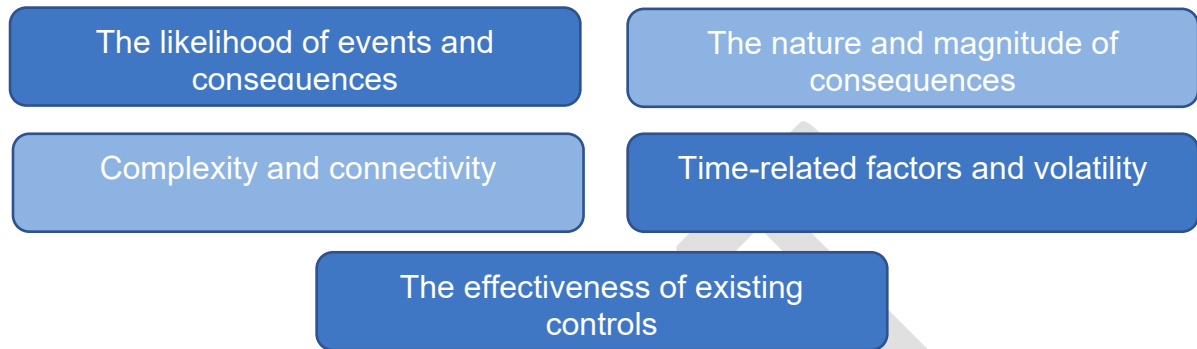 The likelihood of events and
consequences
The nature and magnitude of
consequences
Complexity and connectivity
Time-related factors and volatility
The effectiveness of existing
controls